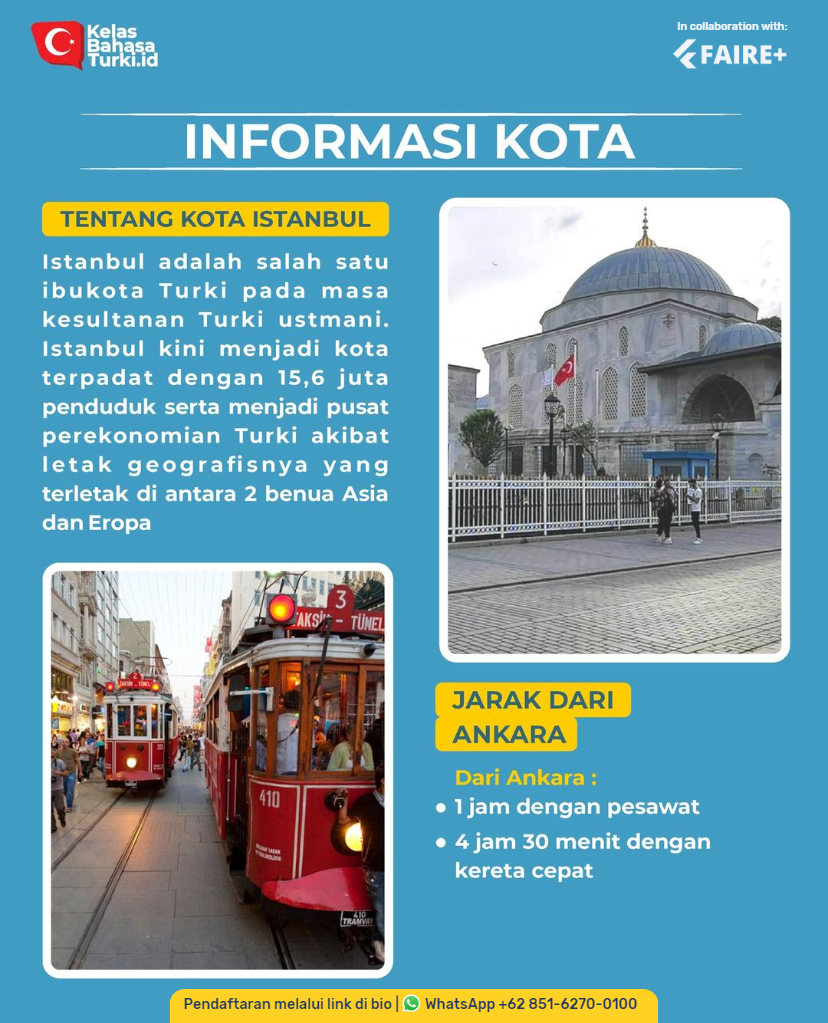 Kelas
Bahasa
Turki.id
In collaboration with:
FAIRE+
INFORMASI KOTA
TENTANG KOTA ISTANBUL
Istanbul adalah salah satu
ibukota Turki pada masa
kesultanan Turki ustmani.
Istanbul kini menjadi kota
terpadat dengan 15,6 juta
penduduk serta menjadi pusat
perekonomian Turki akibat
letak geografisnya yang
terletak di antara 2 benua Asia
dan Eropa
3
TAKSİM - TÜNEL
2
TAKSİM - TÜNEL
410
410
TRAMVAY
JARAK DARI
ANKARA
Dari Ankara :
● 1 jam dengan pesawat
● 4 jam 30 menit dengan
kereta cepat
Pendaftaran melalui link di bio | WhatsApp +62 851-6270-0100